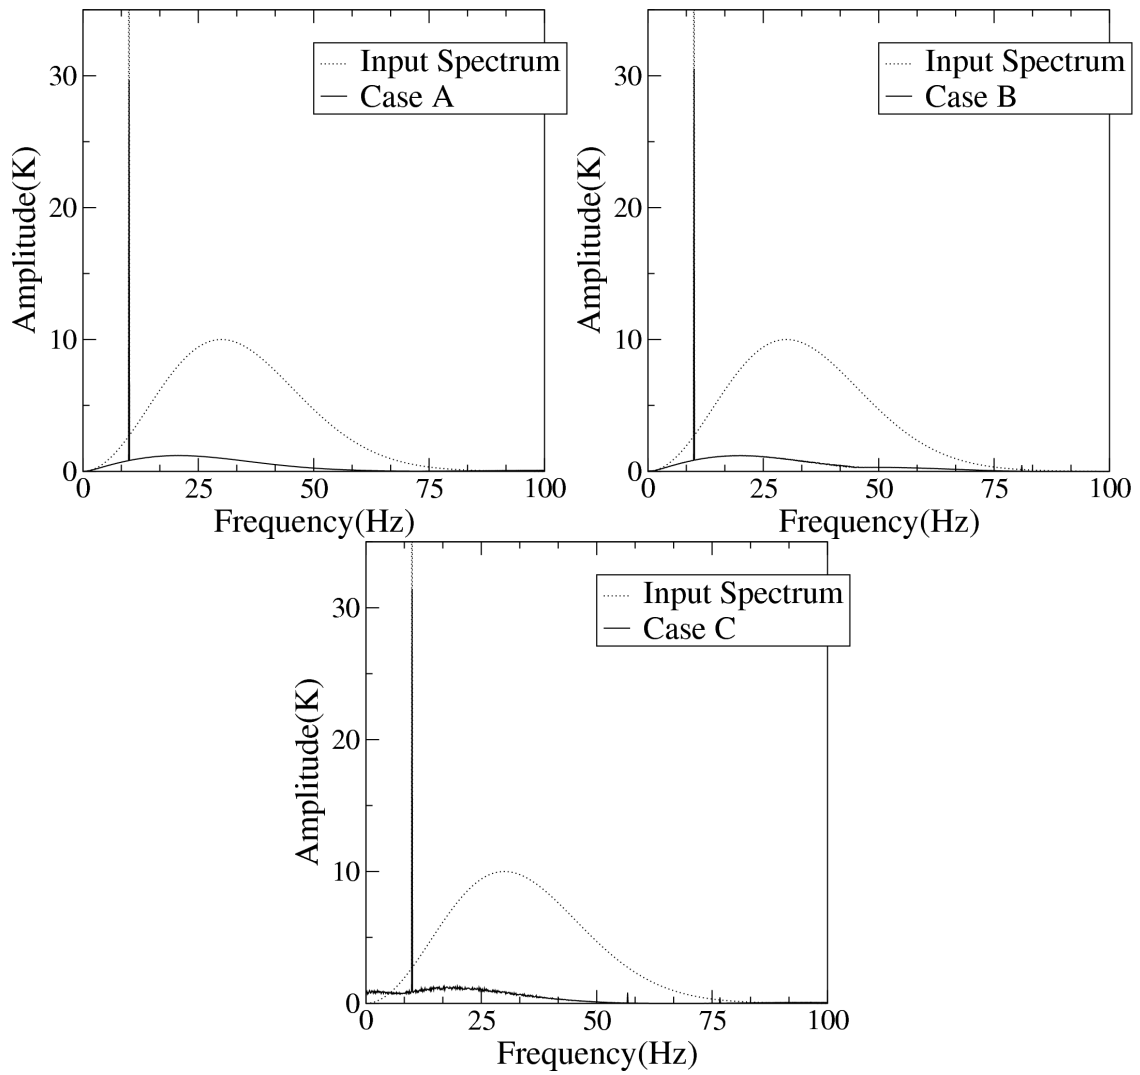 Input Spectrum
Case A
30
20
10
0
Amplitude(K)
0 25 50 75 100
Frequency(Hz)
Input Spectrum
Case B
30
20
10
0
Amplitude(K)
0 25 50 75 100
Frequency(Hz)
Input Spectrum
Case C
30
20
10
0
Amplitude(K)
0 25 50 75 100
Frequency(Hz)